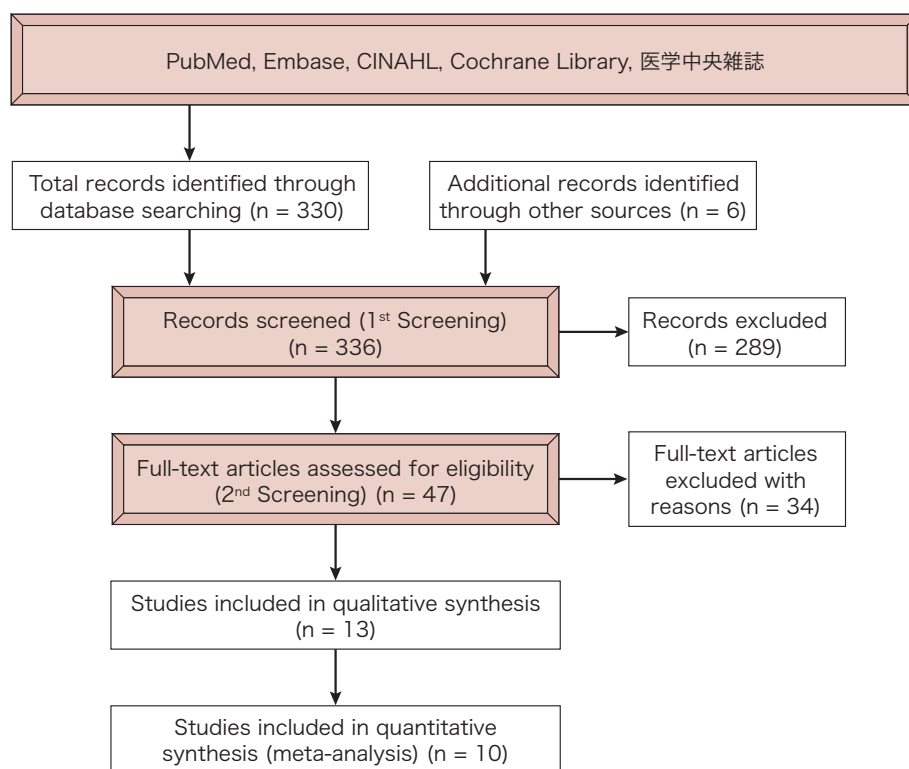 PubMed, Embase, CINAHL, Cochrane Library, 医学中央雑誌
Total records identified through
database searching (n = 330)
Additional records identified
through other sources (n = 6)
Records screened (1st Screening)
(n = 336)
Records excluded
(n = 289)
Full-text articles assessed for eligibility
(2nd Screening) (n = 47)
Full-text articles
excluded with
reasons (n = 34)
Studies included in qualitative synthesis
(n = 13)
Studies included in quantitative
synthesis (meta-analysis) (n = 10)